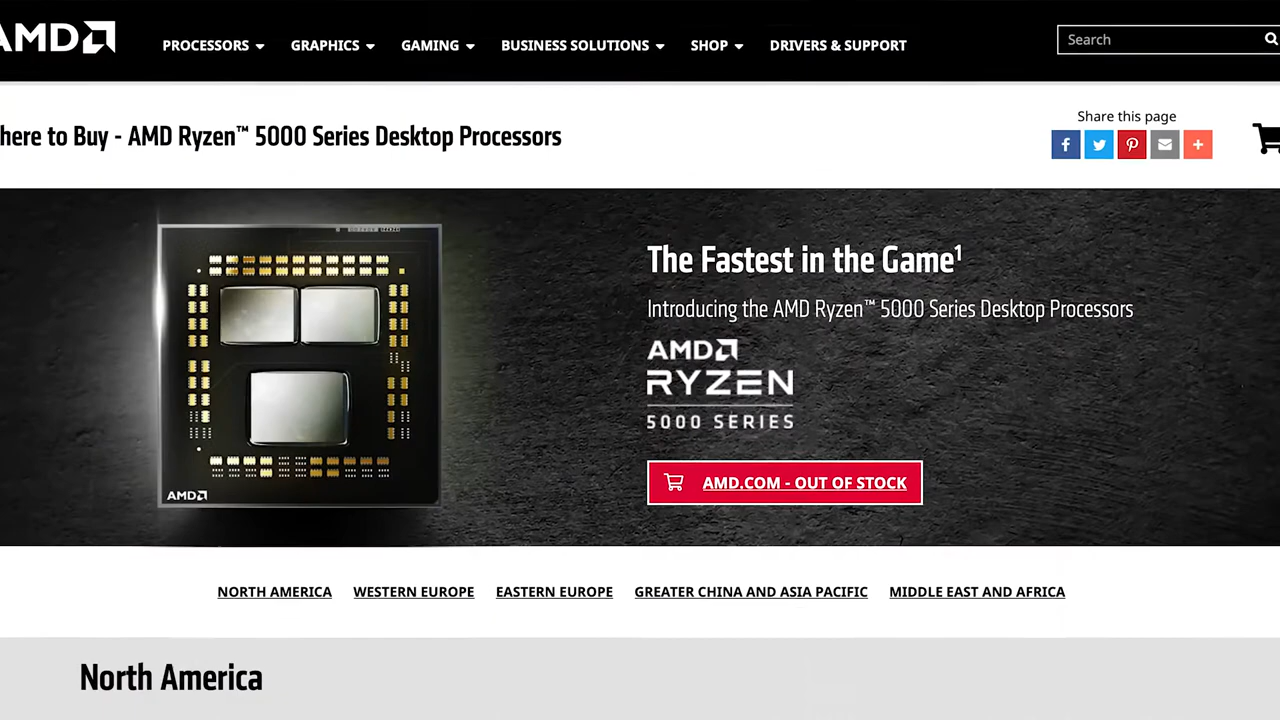 AMD
PROCESSORS GRAPHICS GAMING BUSINESS SOLUTIONS SHOP DRIVERS & SUPPORT
Search
here to Buy - AMD Ryzen™ 5000 Series Desktop Processors
Share this page
The Fastest in the Game¹
Introducing the AMD Ryzen™ 5000 Series Desktop Processors
AMD
RYZEN
5000 SERIES
AMD.COM - OUT OF STOCK
AMD
NORTH AMERICA WESTERN EUROPE EASTERN EUROPE GREATER CHINA AND ASIA PACIFIC MIDDLE EAST AND AFRICA
North America